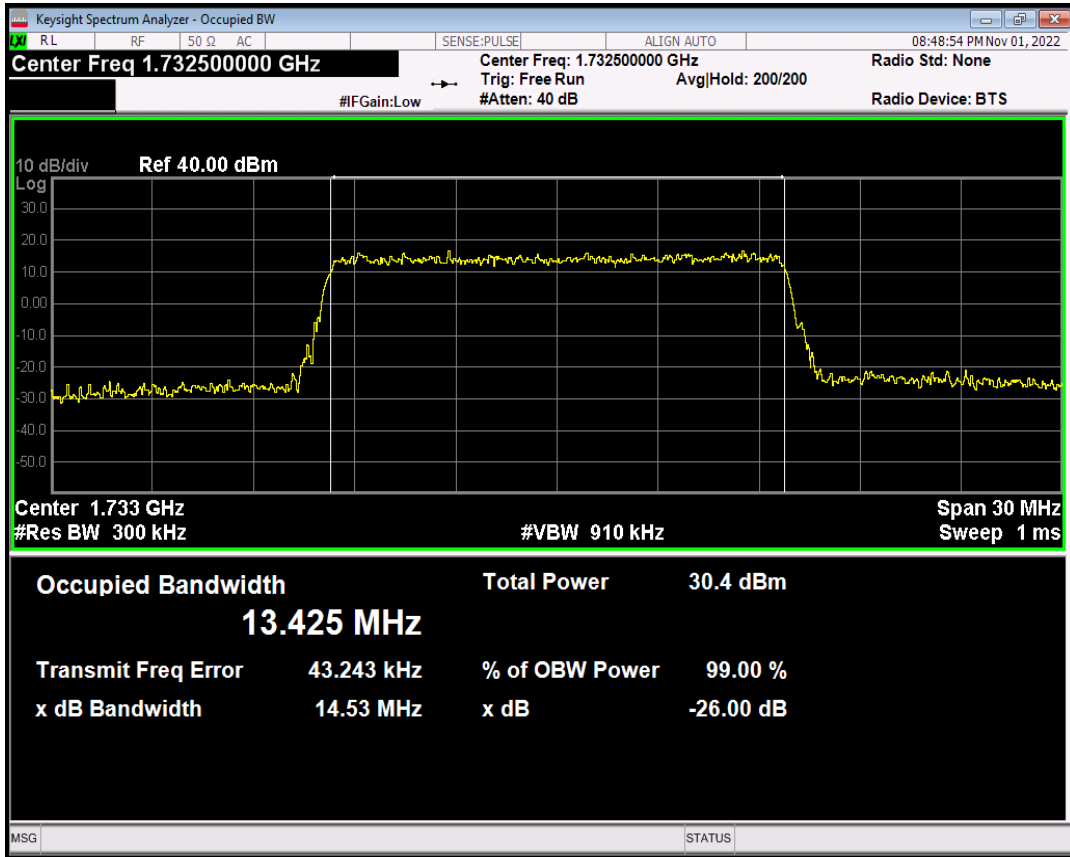 Keysight Spectrum Analyzer - Occupied BW
LXI RL RF 50 Ω AC SENSE:PULSE ALIGN AUTO 08:48:54 PM Nov 01, 2022
Center Freq 1.732500000 GHz Center Freq: 1.732500000 GHz Radio Std: None
Trig: Free Run Avg|Hold: 200/200
#IFGain:Low #Atten: 40 dB Radio Device: BTS
10 dB/div Ref 40.00 dBm
Log
30.0
20.0
10.0
0.00
-10.0
-20.0
-30.0
-40.0
-50.0
Center 1.733 GHz Span 30 MHz
#Res BW 300 kHz #VBW 910 kHz Sweep 1 ms
Occupied Bandwidth Total Power 30.4 dBm
13.425 MHz
Transmit Freq Error 43.243 kHz % of OBW Power 99.00 %
x dB Bandwidth 14.53 MHz x dB -26.00 dB
MSG STATUS